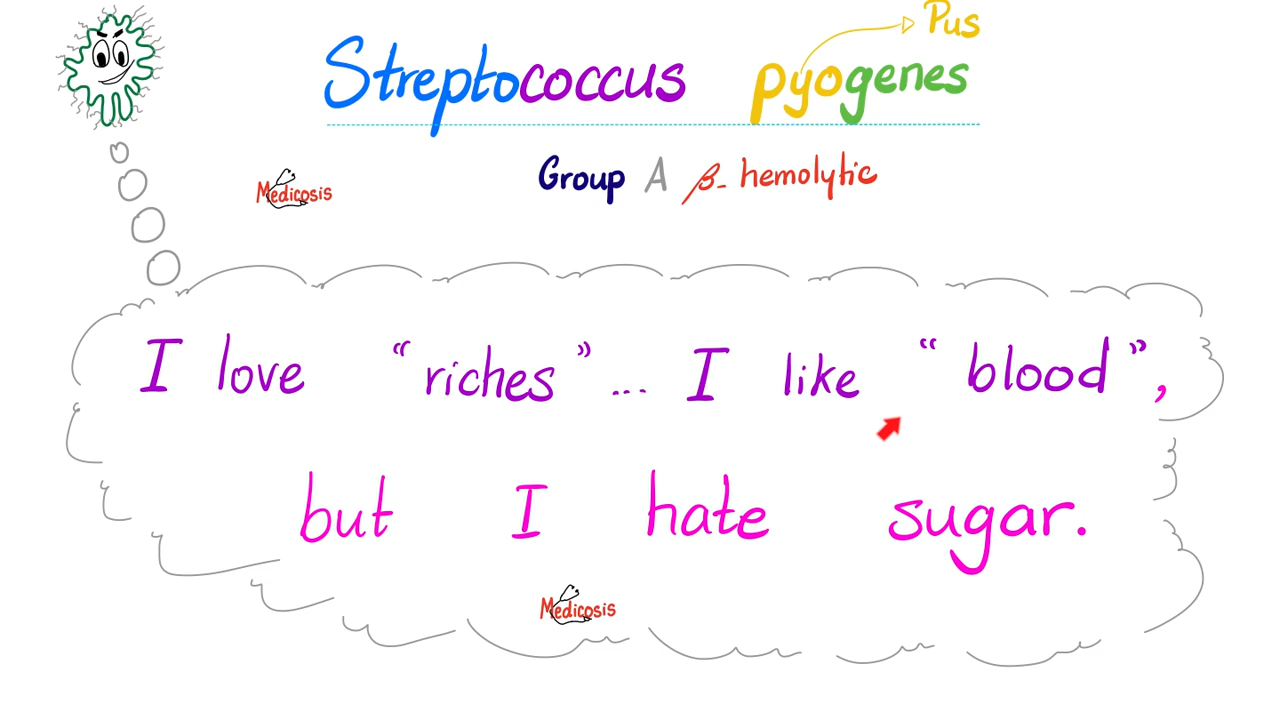 Pus
Streptococcus pyogenes
Group A β- hemolytic
Medicosis
I love "riches"... I like "blood",
but I hate sugar.
Medicosis